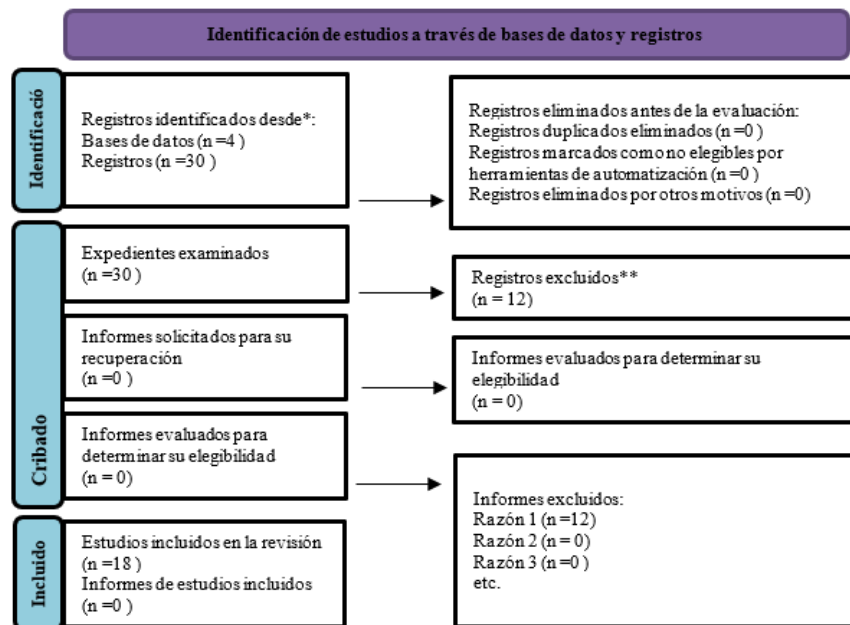 Identificación de estudios a través de bases de datos y registros
Identificació
Registros identificados desde*:
Bases de datos (n =4 )
Registros (n =30 )
Registros eliminados antes de la evaluación:
Registros duplicados eliminados (n =0 )
Registros marcados como no elegibles por
herramientas de automatización (n =0 )
Registros eliminados por otros motivos (n =0)
Cribado
Expedientes examinados
(n =30 )
Registros excluidos**
(n = 12)
Informes solicitados para su
recuperación
(n =0 )
Informes evaluados para determinar su
elegibilidad
(n = 0)
Informes evaluados para
determinar su elegibilidad
(n = 0)
Informes excluidos:
Razón 1 (n =12)
Razón 2 (n = 0)
Razón 3 (n =0 )
etc.
Incluido
Estudios incluidos en la revisión
(n =18 )
Informes de estudios incluidos
(n =0 )